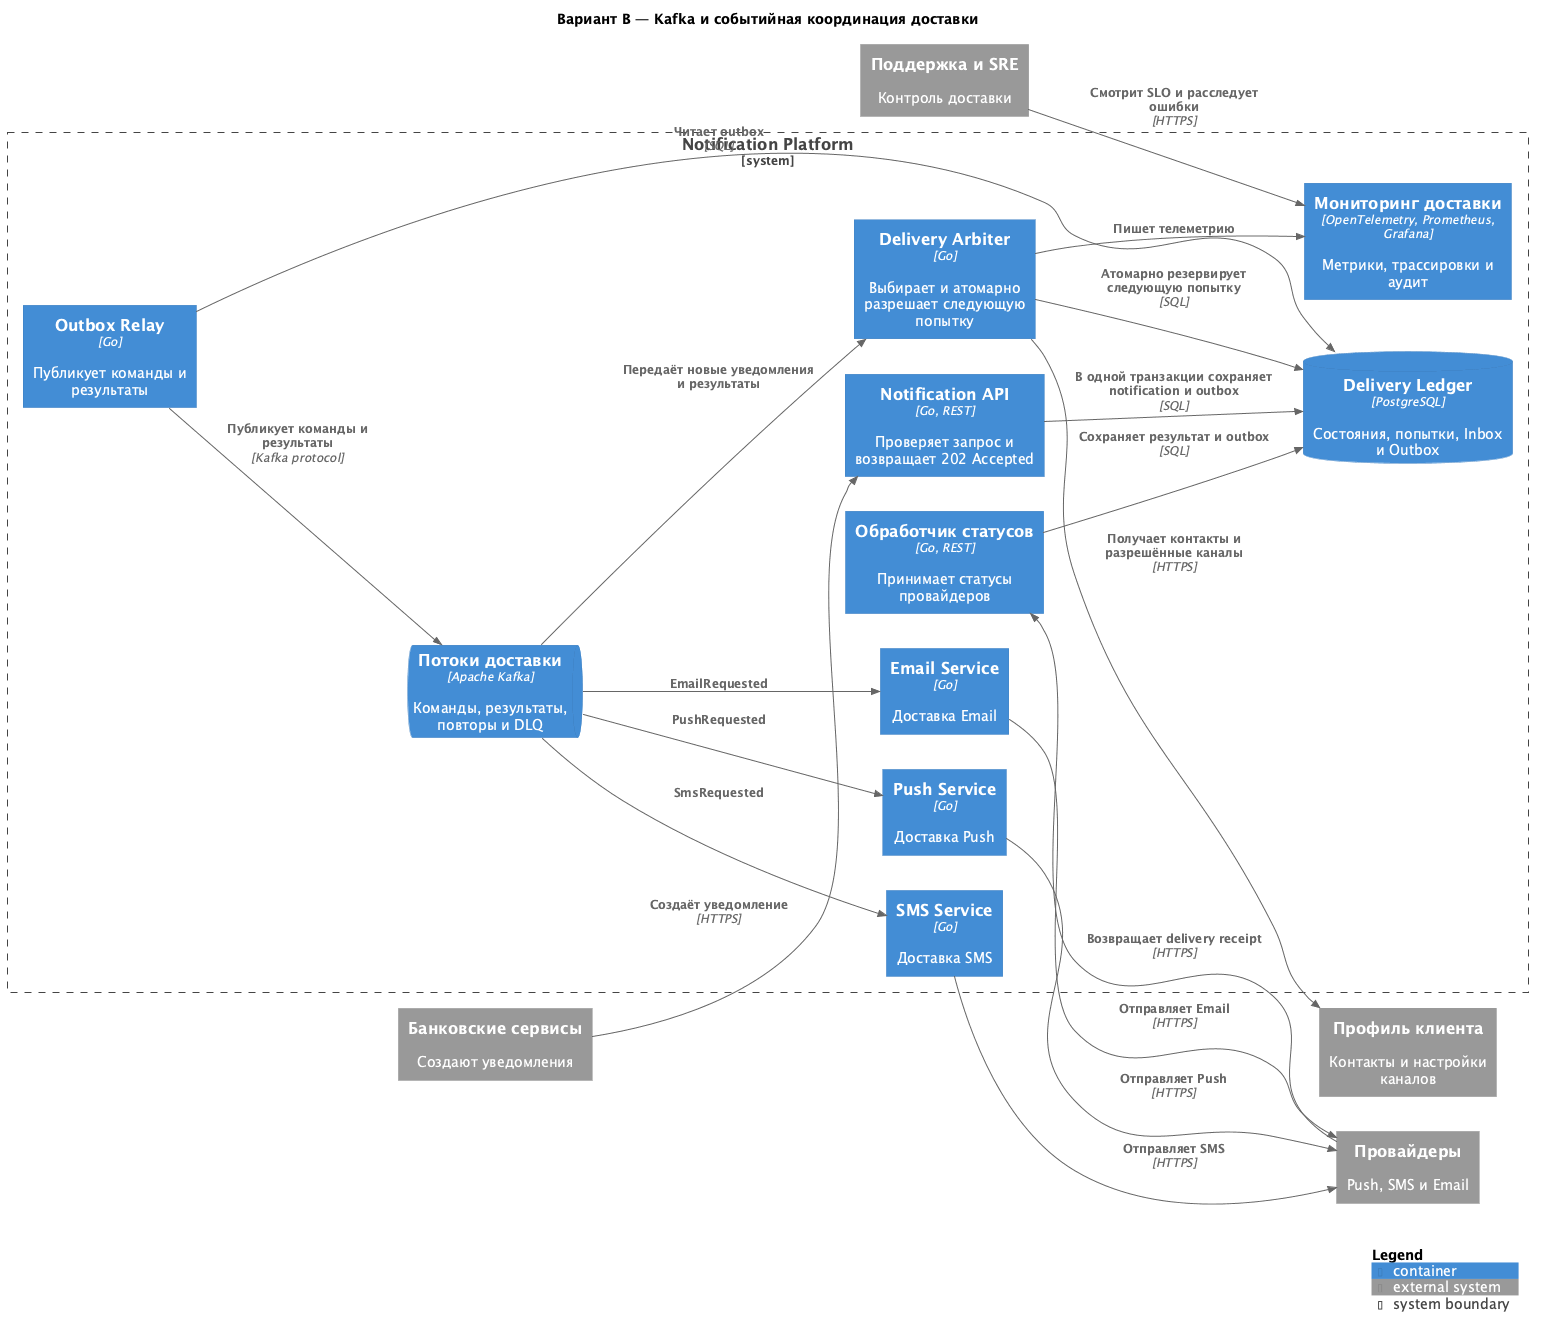 Вариант B — Kafka и событийная координация доставки
Поддержка и SRE
Контроль доставки
Смотрит SLO и расследует
ошибки
[HTTPS]
Читает outbox
[SQL]
Notification Platform
[system]
Мониторинг доставки
[OpenTelemetry, Prometheus,
Grafana]
Метрики, трассировки и
аудит
Delivery Arbiter
[Go]
Выбирает и атомарно
разрешает следующую
попытку
Пишет телеметрию
Атомарно резервирует
следующую попытку
[SQL]
Outbox Relay
[Go]
Публикует команды и
результаты
Передаёт новые уведомления
и результаты
Notification API
[Go, REST]
Проверяет запрос и
возвращает 202 Accepted
В одной транзакции сохраняет
notification и outbox
[SQL]
Delivery Ledger
[PostgreSQL]
Состояния, попытки, Inbox
и Outbox
Публикует команды и
результаты
[Kafka protocol]
Сохраняет результат и outbox
[SQL]
Обработчик статусов
[Go, REST]
Принимает статусы
провайдеров
Получает контакты и
разрешённые каналы
[HTTPS]
Потоки доставки
[Apache Kafka]
Команды, результаты,
повторы и DLQ
EmailRequested
PushRequested
SmsRequested
Email Service
[Go]
Доставка Email
Push Service
[Go]
Доставка Push
SMS Service
[Go]
Доставка SMS
Создаёт уведомление
[HTTPS]
Возвращает delivery receipt
[HTTPS]
Отправляет Email
[HTTPS]
Отправляет Push
[HTTPS]
Отправляет SMS
[HTTPS]
Банковские сервисы
Создают уведомления
Профиль клиента
Контакты и настройки
каналов
Провайдеры
Push, SMS и Email
Legend
container
external system
system boundary